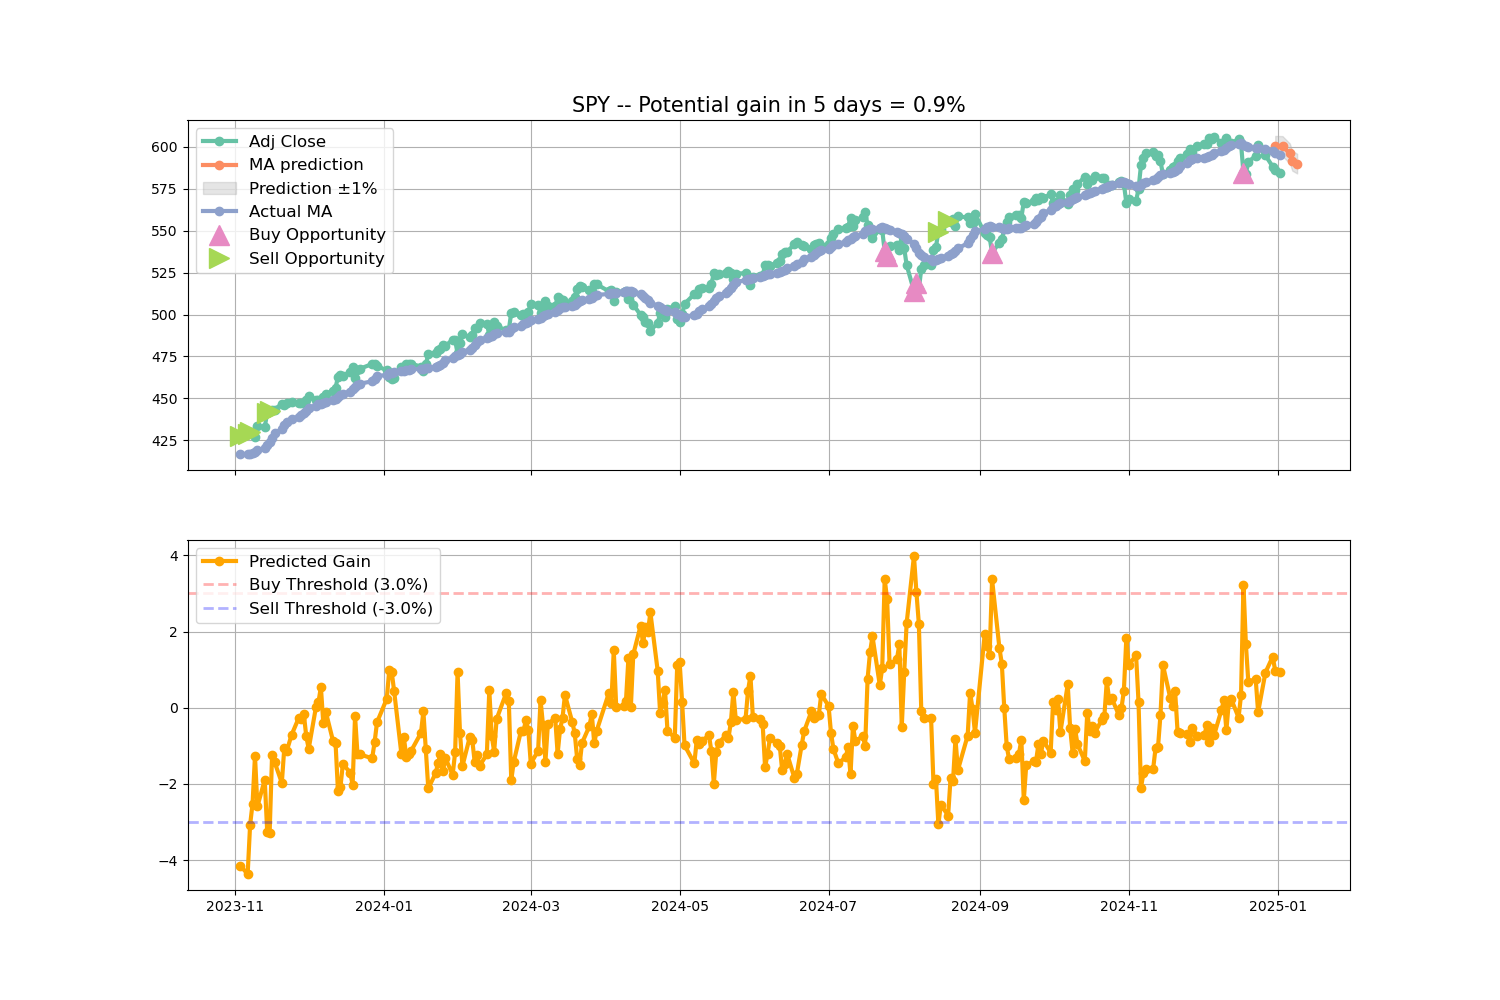 SPY -- Potential gain in 5 days = 0.9%
600
575
550
525
500
475
450
425
Adj Close
MA prediction
Prediction ±1%
Actual MA
Buy Opportunity
Sell Opportunity
4
2
0
−2
−4
Predicted Gain
Buy Threshold (3.0%)
Sell Threshold (-3.0%)
2023-11
2024-01
2024-03
2024-05
2024-07
2024-09
2024-11
2025-01